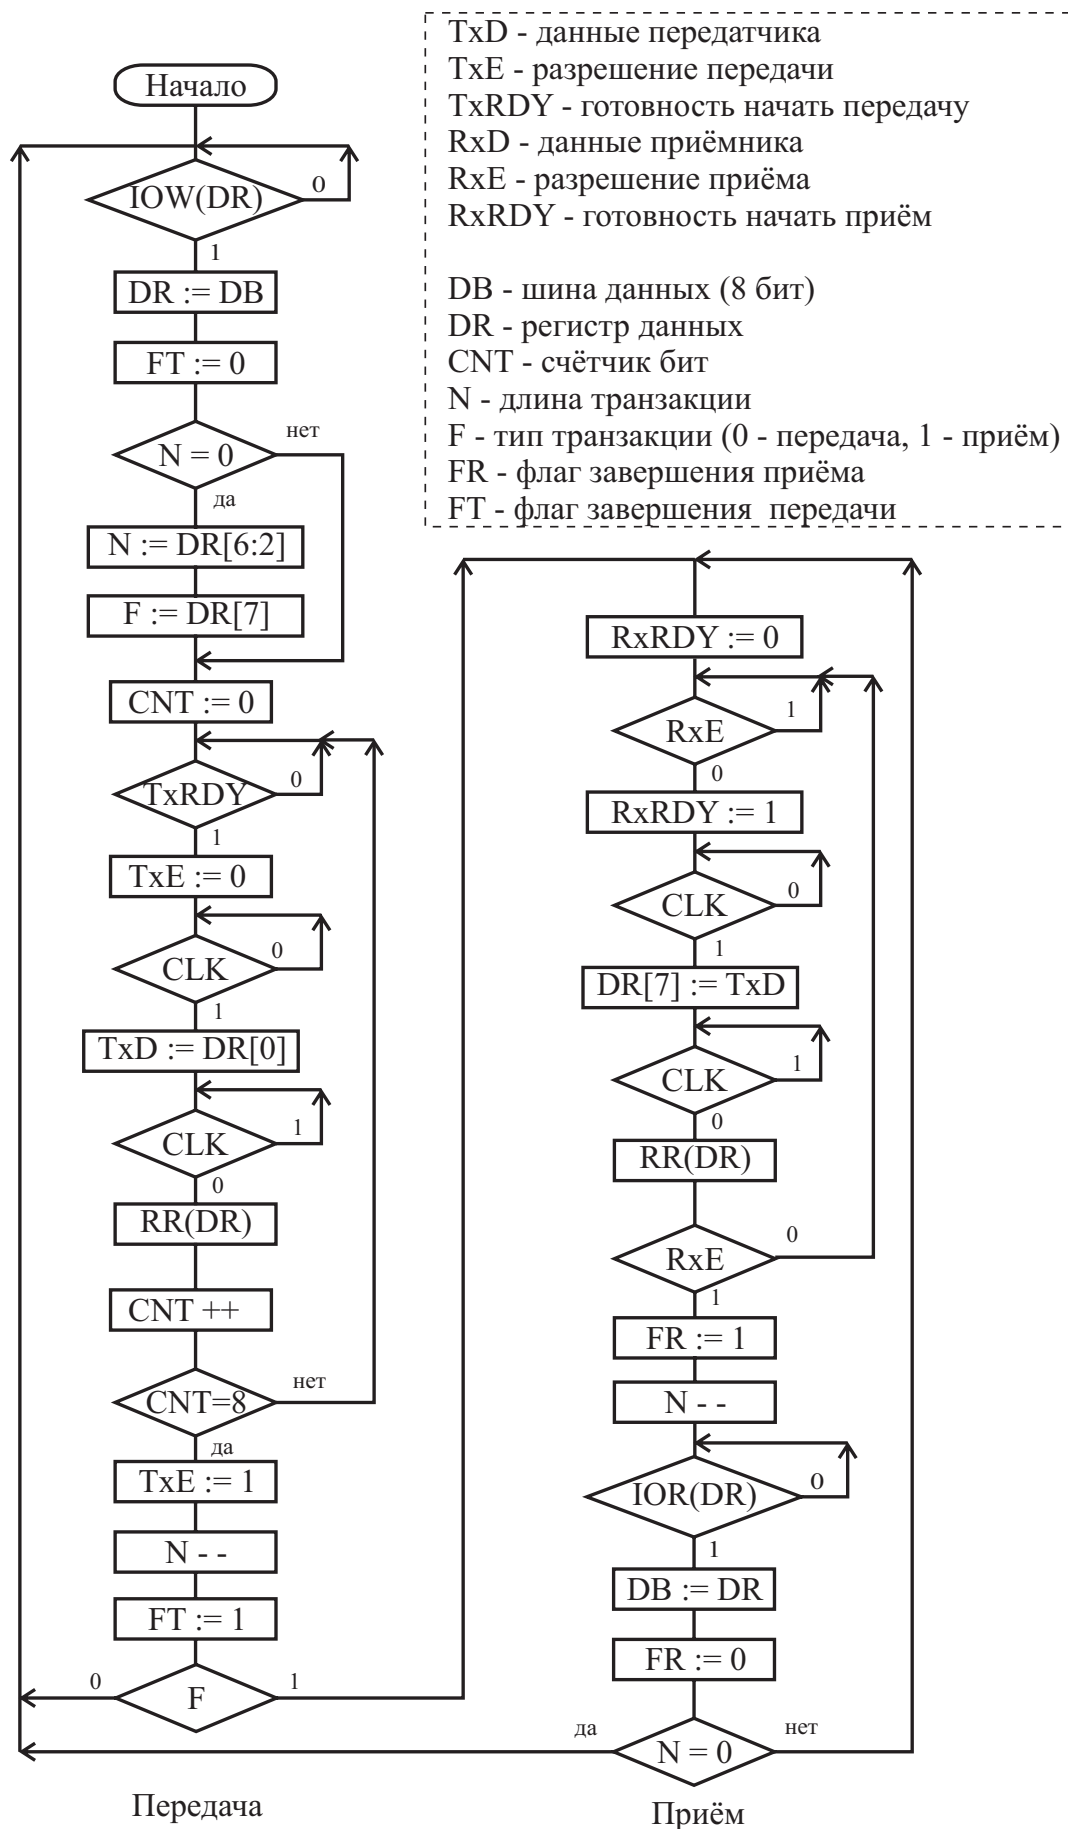 TxD - данные передатчика
TxE - разрешение передачи
TxRDY - готовность начать передачу
RxD - данные приёмника
RxE - разрешение приёма
RxRDY - готовность начать приём
DB - шина данных (8 бит)
DR - регистр данных
CNT - счётчик бит
N - длина транзакции
F - тип транзакции (0 - передача, 1 - приём)
FR - флаг завершения приёма
FT - флаг завершения передачи
Начало
IOW(DR)
0
1
DR := DB
FT := 0
N = 0
нет
да
N := DR[6:2]
F := DR[7]
CNT := 0
TxRDY
0
1
TxE := 0
CLK
0
1
TxD := DR[0]
CLK
1
0
RR(DR)
CNT ++
CNT=8
нет
да
TxE := 1
N - -
FT := 1
F
0
1
Передача
RxRDY := 0
RxE
1
0
RxRDY := 1
CLK
0
1
DR[7] := TxD
CLK
1
0
RR(DR)
RxE
0
1
FR := 1
N - -
IOR(DR)
0
1
DB := DR
FR := 0
N = 0
да
нет
Приём